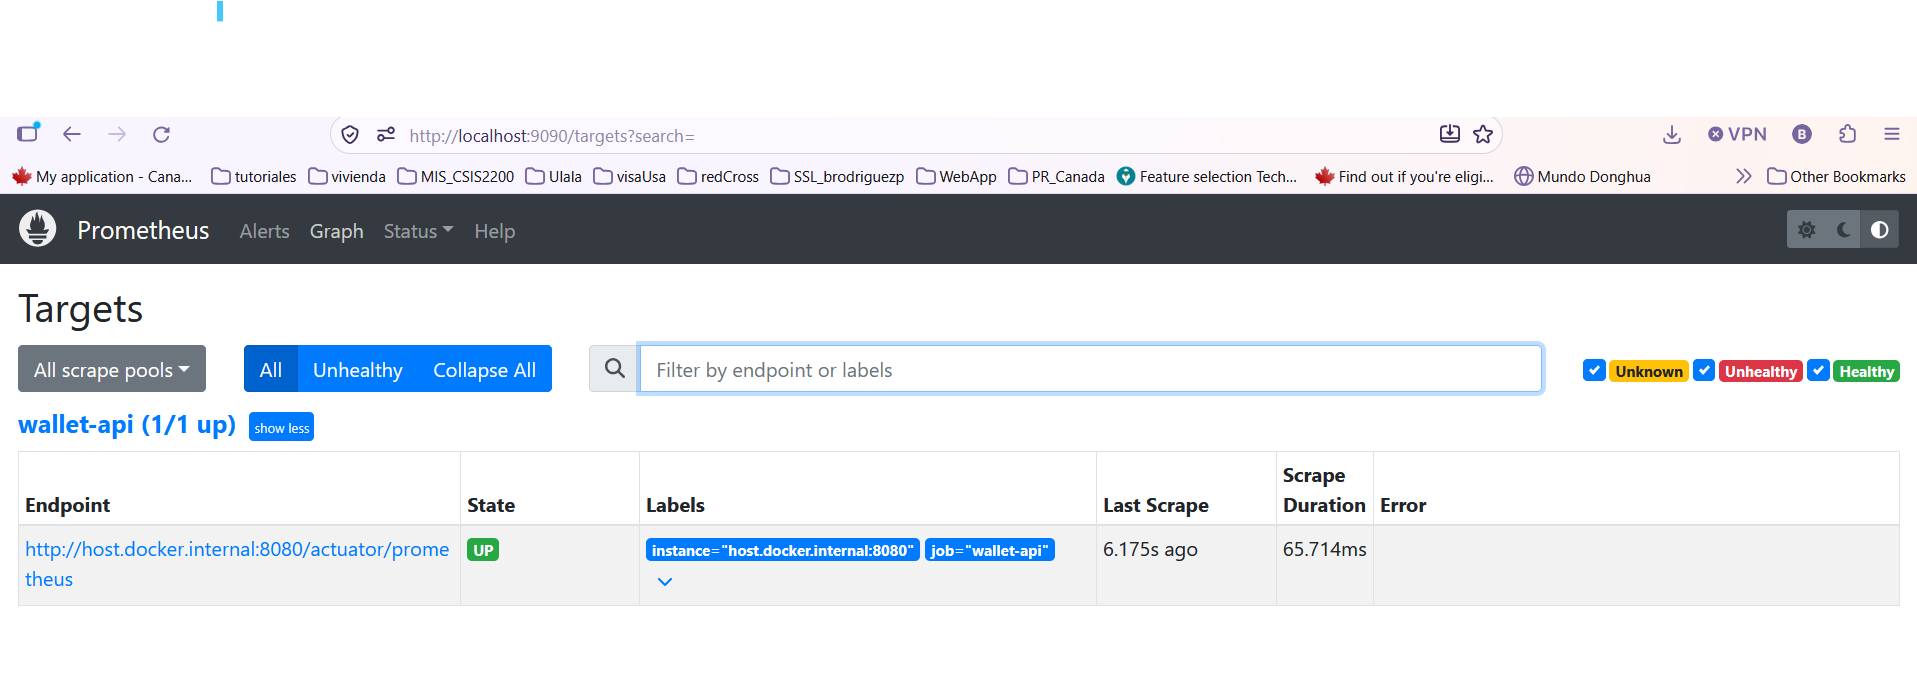 http://localhost:9090/targets?search=
VPN
B
My application - Cana...
tutoriales
vivienda
MIS_CSIS2200
Ulala
visaUsa
redCross
SSL_brodriguezp
WebApp
PR_Canada
Feature selection Tech...
Find out if you're eligi...
Mundo Donghua
Other Bookmarks
Prometheus
Alerts
Graph
Status
Help
Targets
All scrape pools
All
Unhealthy
Collapse All
Filter by endpoint or labels
Unknown
Unhealthy
Healthy
wallet-api (1/1 up)
show less
Endpoint
State
Labels
Last Scrape
Scrape
Duration
Error
http://host.docker.internal:8080/actuator/prome
theus
UP
instance="host.docker.internal:8080"
job="wallet-api"
6.175s ago
65.714ms